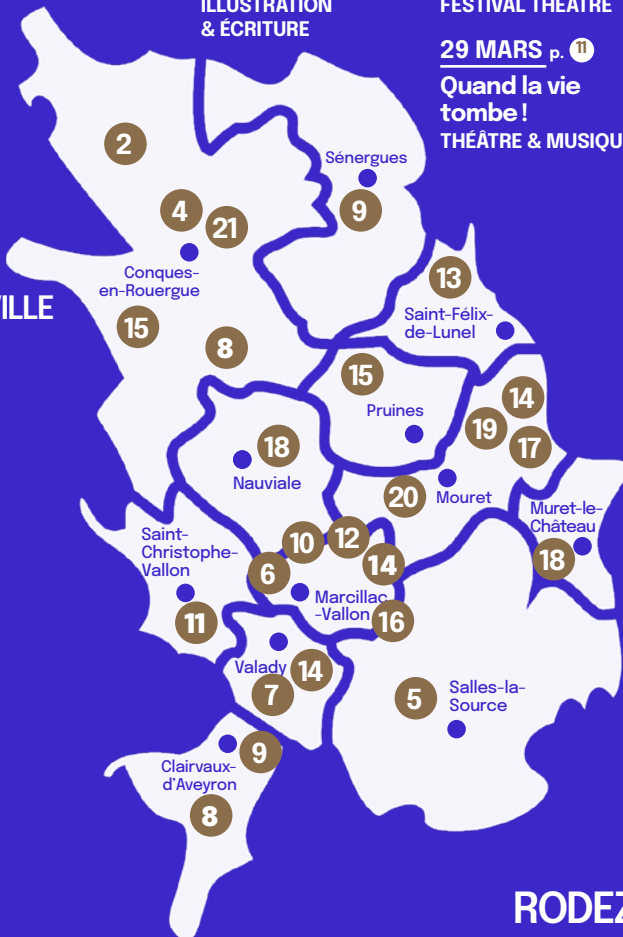 ILLUSTRATION
& ÉCRITURE
FESTIVAL THÉÂTRE
29 MARS p. 11
Quand la vie
tombe !
THÉÂTRE & MUSIQU
2
Sénergues
9
4
21
Conques-
en-Rouergue
13
Saint-Félix-
de-Lunel
VILLE
15
8
15
Pruines
14
19
17
18
Nauviale
20
Mouret
Muret-le-
Château
18
Saint-
Christophe-
Vallon
11
10
12
6
14
Marcillac
-Vallon
16
Valady
14
7
5
Salles-la-
Source
9
Clairvaux-
d'Aveyron
8
RODEZ